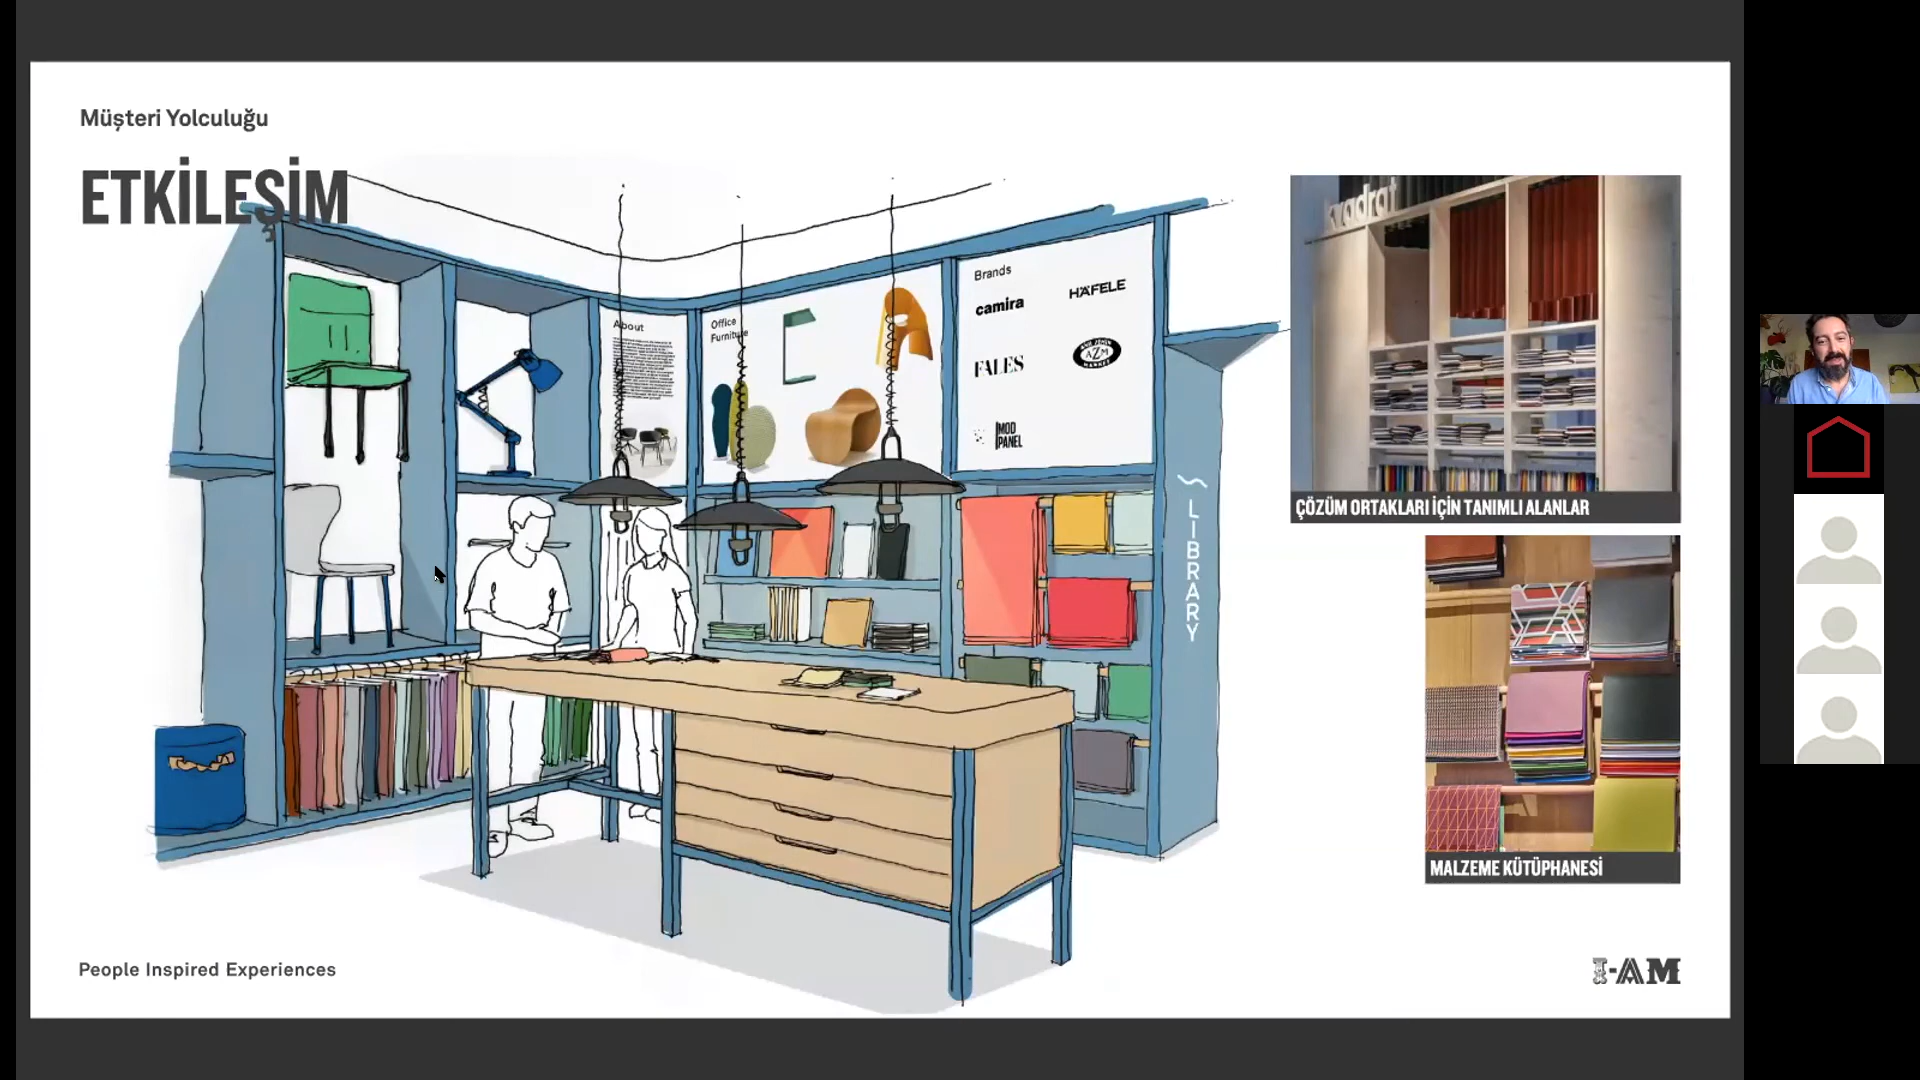 Müşteri Yolculuğu
ETKİLEŞİM
About
Office
Furniture
Brands
camira
HÄFELE
FALES
AZM
MOD
PANEL
LIBRARY
kvadrat
ÇÖZÜM ORTAKLARI İÇİN TANIMLI ALANLAR
MALZEME KÜTÜPHANESİ
People Inspired Experiences
I-AM